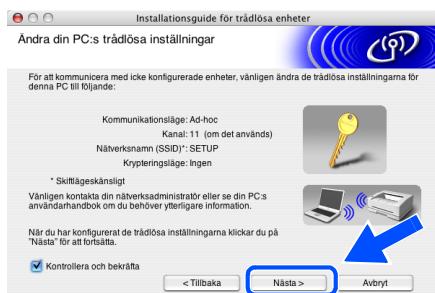 Installationsguide för trådlösa enheter
Ändra din PC:s trådlösa inställningar
För att kommunicera med icke konfigurerade enheter, vänligen ändra de trådlösa inställningarna för
denna PC till följande:
Kommunikationsläge: Ad-hoc
Kanal: 11 (om det används)
Nätverksnamn (SSID)*: SETUP
Krypteringsläge: Ingen
* Skiftlägeskänsligt
Vänligen kontakta din nätverksadministratör eller se din PC:s
användarhandbok om du behöver ytterligare information.
När du har konfigurerat de trådlösa inställningarna klickar du på
"Nästa" för att fortsätta.
Kontrollera och bekräfta
< Tillbaka
Nästa >
Avbryt